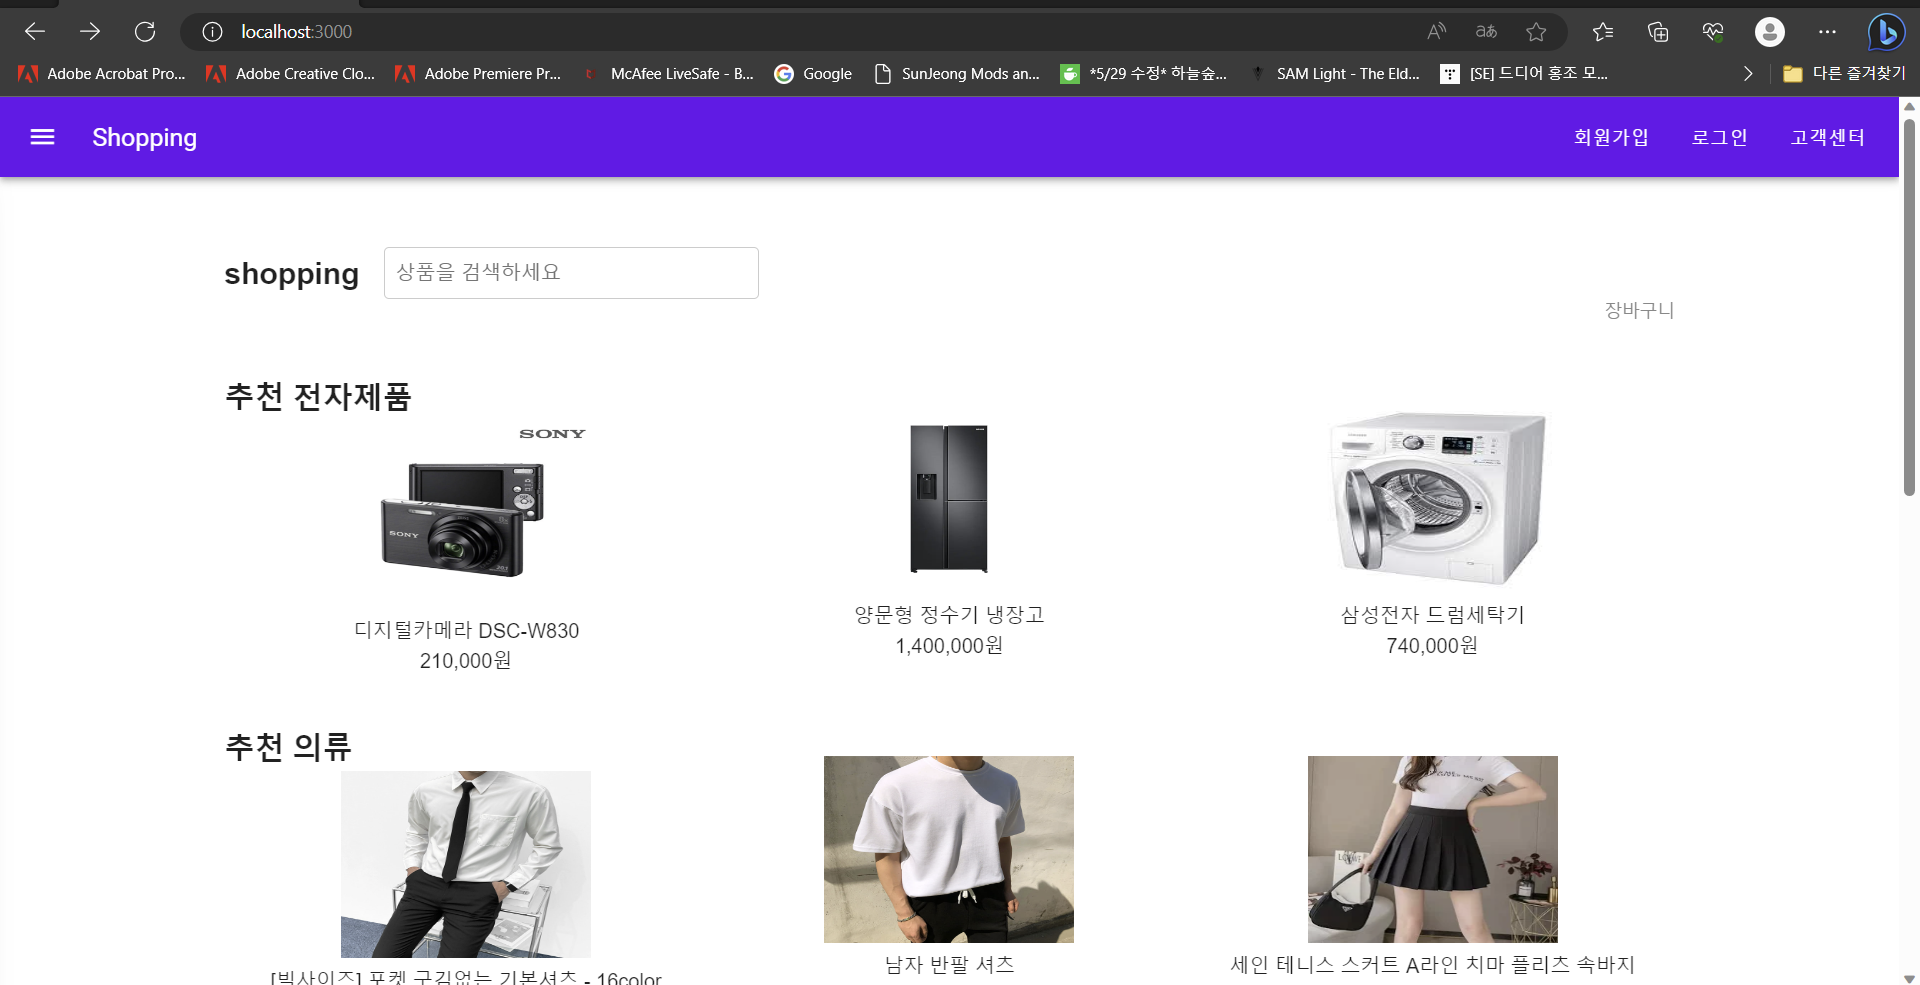 localhost:3000
Adobe Acrobat Pro... Adobe Creative Clo... Adobe Premiere Pr... McAfee LiveSafe - B... Google SunJeong Mods an... *5/29 수정* 하늘숲... SAM Light - The Eld... [SE] 드디어 홍조 모... 다른 즐겨찾기
Shopping 회원가입 로그인 고객센터
shopping 상품을 검색하세요
장바구니
추천 전자제품
SONY
SONY
디지털카메라 DSC-W830
210,000원
양문형 정수기 냉장고
1,400,000원
삼성전자 드럼세탁기
740,000원
추천 의류
[빅사이즈] 포켓 구김없는 기본셔츠 - 16color
남자 반팔 셔츠
세인 테니스 스커트 A라인 치마 플리츠 속바지